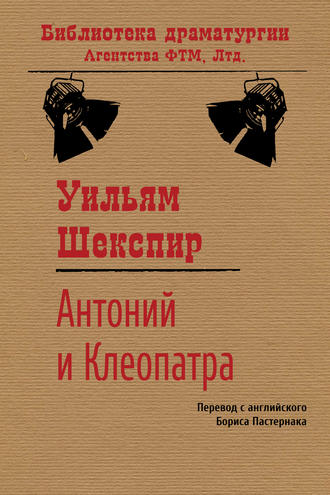 Библиотека драматургии
Агентства ФТМ, Лтд.
Уильям
Шекспир
Антоний
и Клеопатра
Перевод с английского
Бориса Пастернака